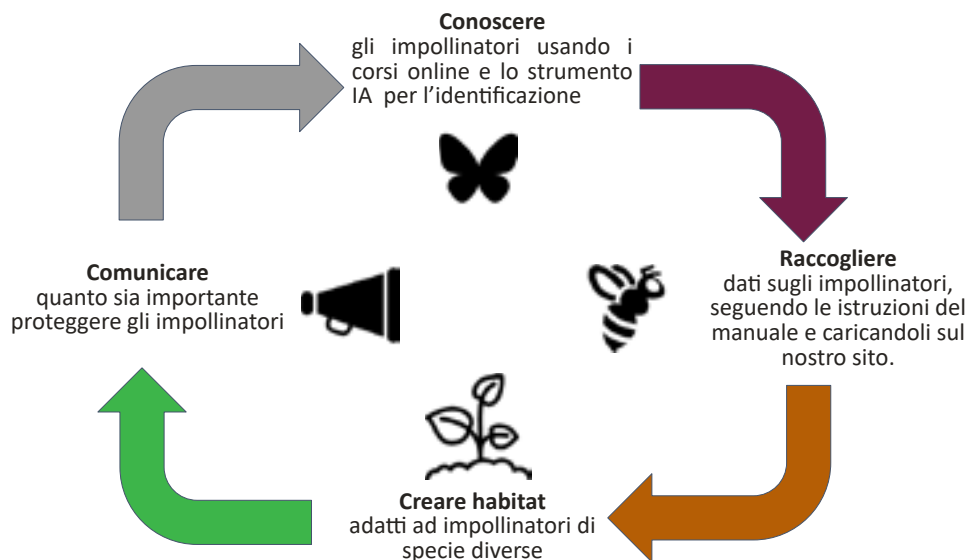 Conoscere
gli impollinatori usando i
corsi online e lo strumento
IA per l'identificazione
Raccogliere
dati sugli impollinatori,
seguendo le istruzioni del
manuale e caricandoli sul
nostro sito.
Creare habitat
adatti ad impollinatori di
specie diverse
Comunicare
quanto sia importante
proteggere gli impollinatori